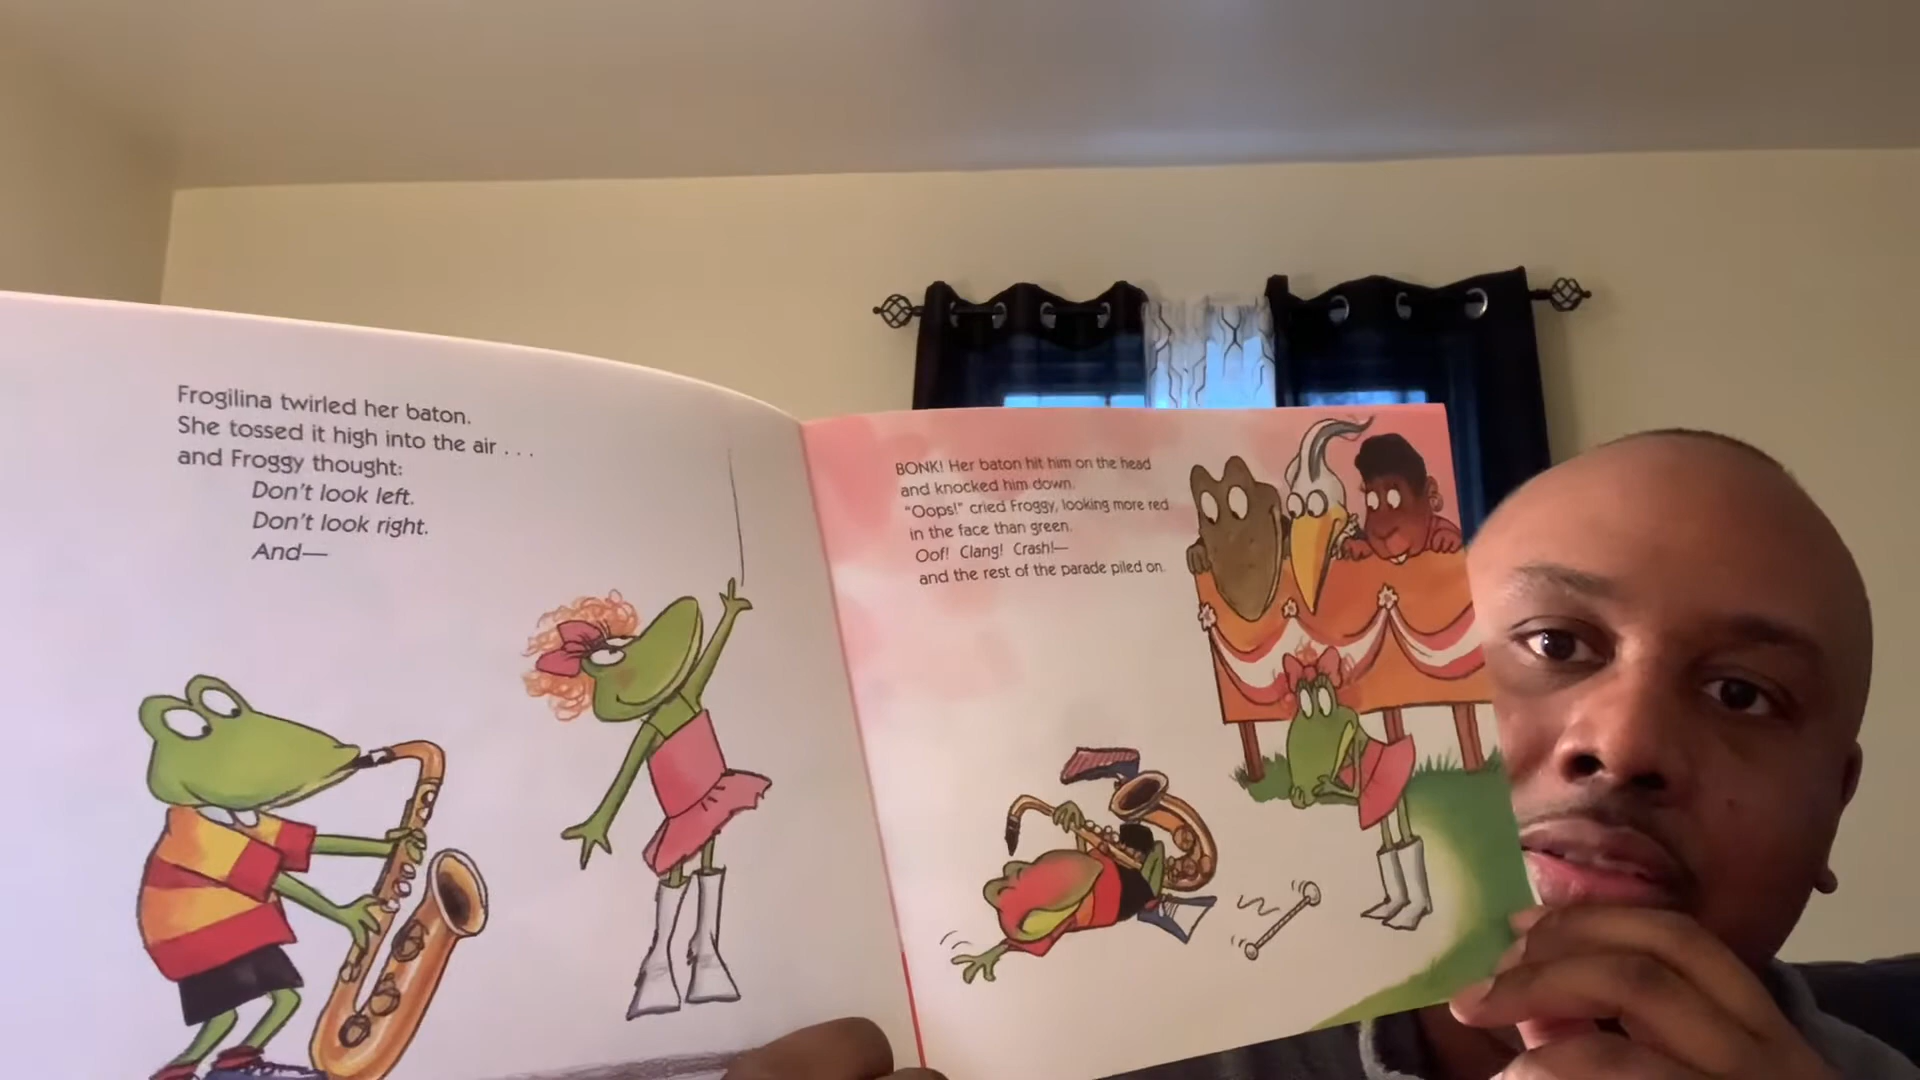 Frogilina twirled her baton.
She tossed it high into the air . . .
and Froggy thought:
Don't look left.
Don't look right.
And—
BONK! Her baton hit him on the head
and knocked him down.
"Oops!" cried Froggy, looking more red
in the face than green.
Oof! Clang! Crash!—
and the rest of the parade piled on.